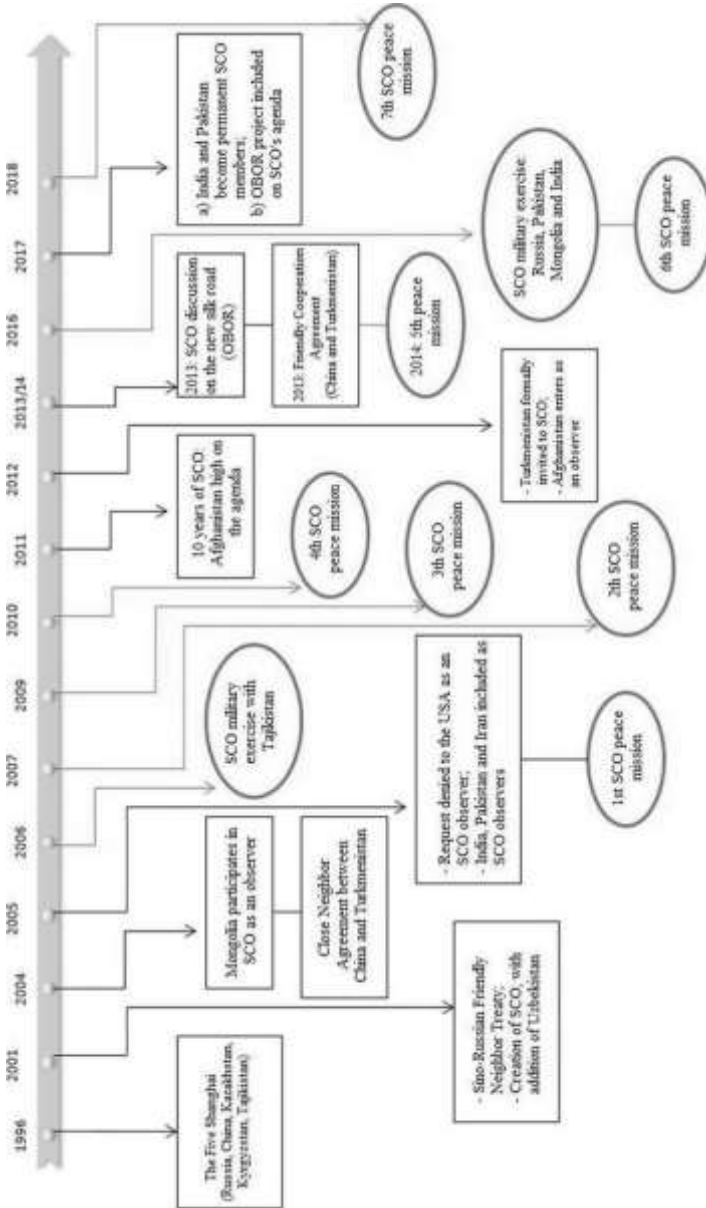 1996
2001
2004
2005
2006
2007
2009
2010
2011
2012
2013/14
2016
2017
2018
The Five Shanghai
(Russia, China, Kazakhstan,
Kyrgyzstan, Tajikistan)
- Sino-Russian Friendly
Neighbor Treaty;
- Creation of SCO, with
addition of Uzbekistan
Mongolia participates in
SCO as an observer
Close Neighbor
Agreement between
China and Turkmenistan
- Request denied to the USA as an
SCO observer;
- India, Pakistan and Iran included as
SCO observers
1st SCO peace
mission
SCO military
exercise with
Tajikistan
2th SCO
peace mission
3th SCO
peace mission
4th SCO
peace mission
10 years of SCO:
Afghanistan high on
the agenda
- Turkmenistan formally
invited to SCO;
- Afghanistan enters as
an observer
2013: SCO discussion
on the new silk road
(OBOR)
2013: Friendly Cooperation
Agreement
(China and Turkmenistan)
2014: 5th peace
mission
SCO military exercise:
Russia, Pakistan,
Mongolia and India
6th SCO peace
mission
a) India and Pakistan
become permanent SCO
members;
b) OBOR project included
on SCO's agenda
7th SCO peace
mission